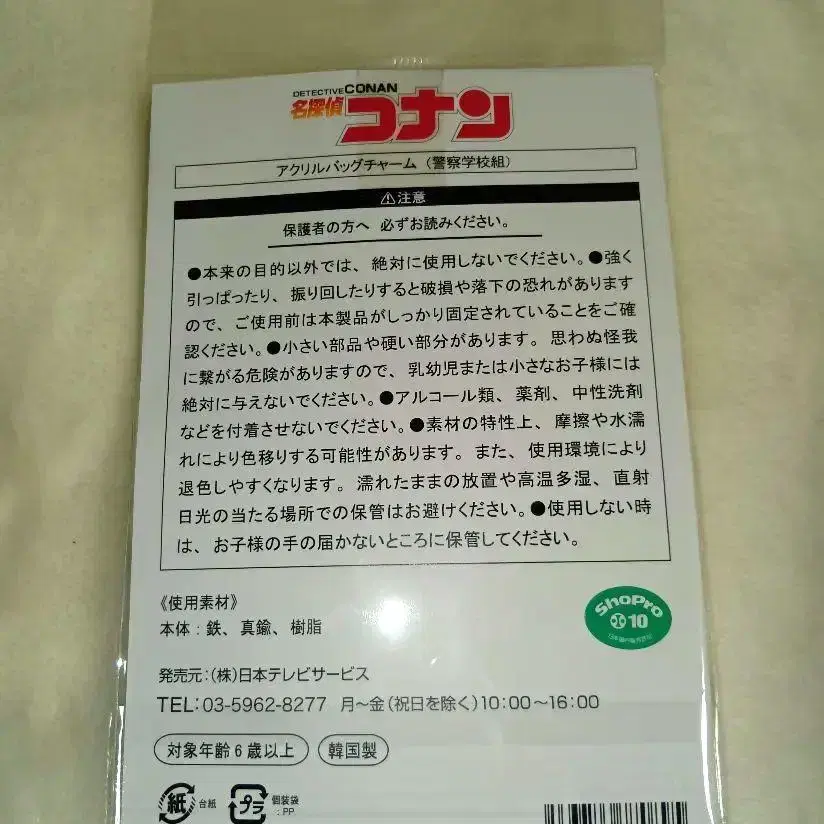 DETECTIVE CONAN
名探偵コナン
アクリルバッグチャーム（警察学校組）
⚠注意
保護者の方へ 必ずお読みください。
●本来の目的以外では、絶対に使用しないでください。●強く
引っぱったり、振り回したりすると破損や落下の恐れがあります
ので、ご使用前は本製品がしっかり固定されていることをご確
認ください。●小さい部品や硬い部分があります。思わぬ怪我
に繋がる危険がありますので、乳幼児または小さなお子様には
絶対に与えないでください。●アルコール類、薬剤、中性洗剤
などを付着させないでください。●素材の特性上、摩擦や水濡
れにより色移りする可能性があります。また、使用環境により
退色しやすくなります。濡れたままの放置や高温多湿、直射
日光の当たる場所での保管はお避けください。●使用しない時
は、お子様の手の届かないところに保管してください。
《使用素材》
本体：鉄、真鍮、樹脂
ShoPro
10
発売元：(株)日本テレビサービス
TEL：03-5962-8277 月～金（祝日を除く）10：00～16：00
対象年齢6歳以上 韓国製
紙 台紙 プラ 個装袋
：PP